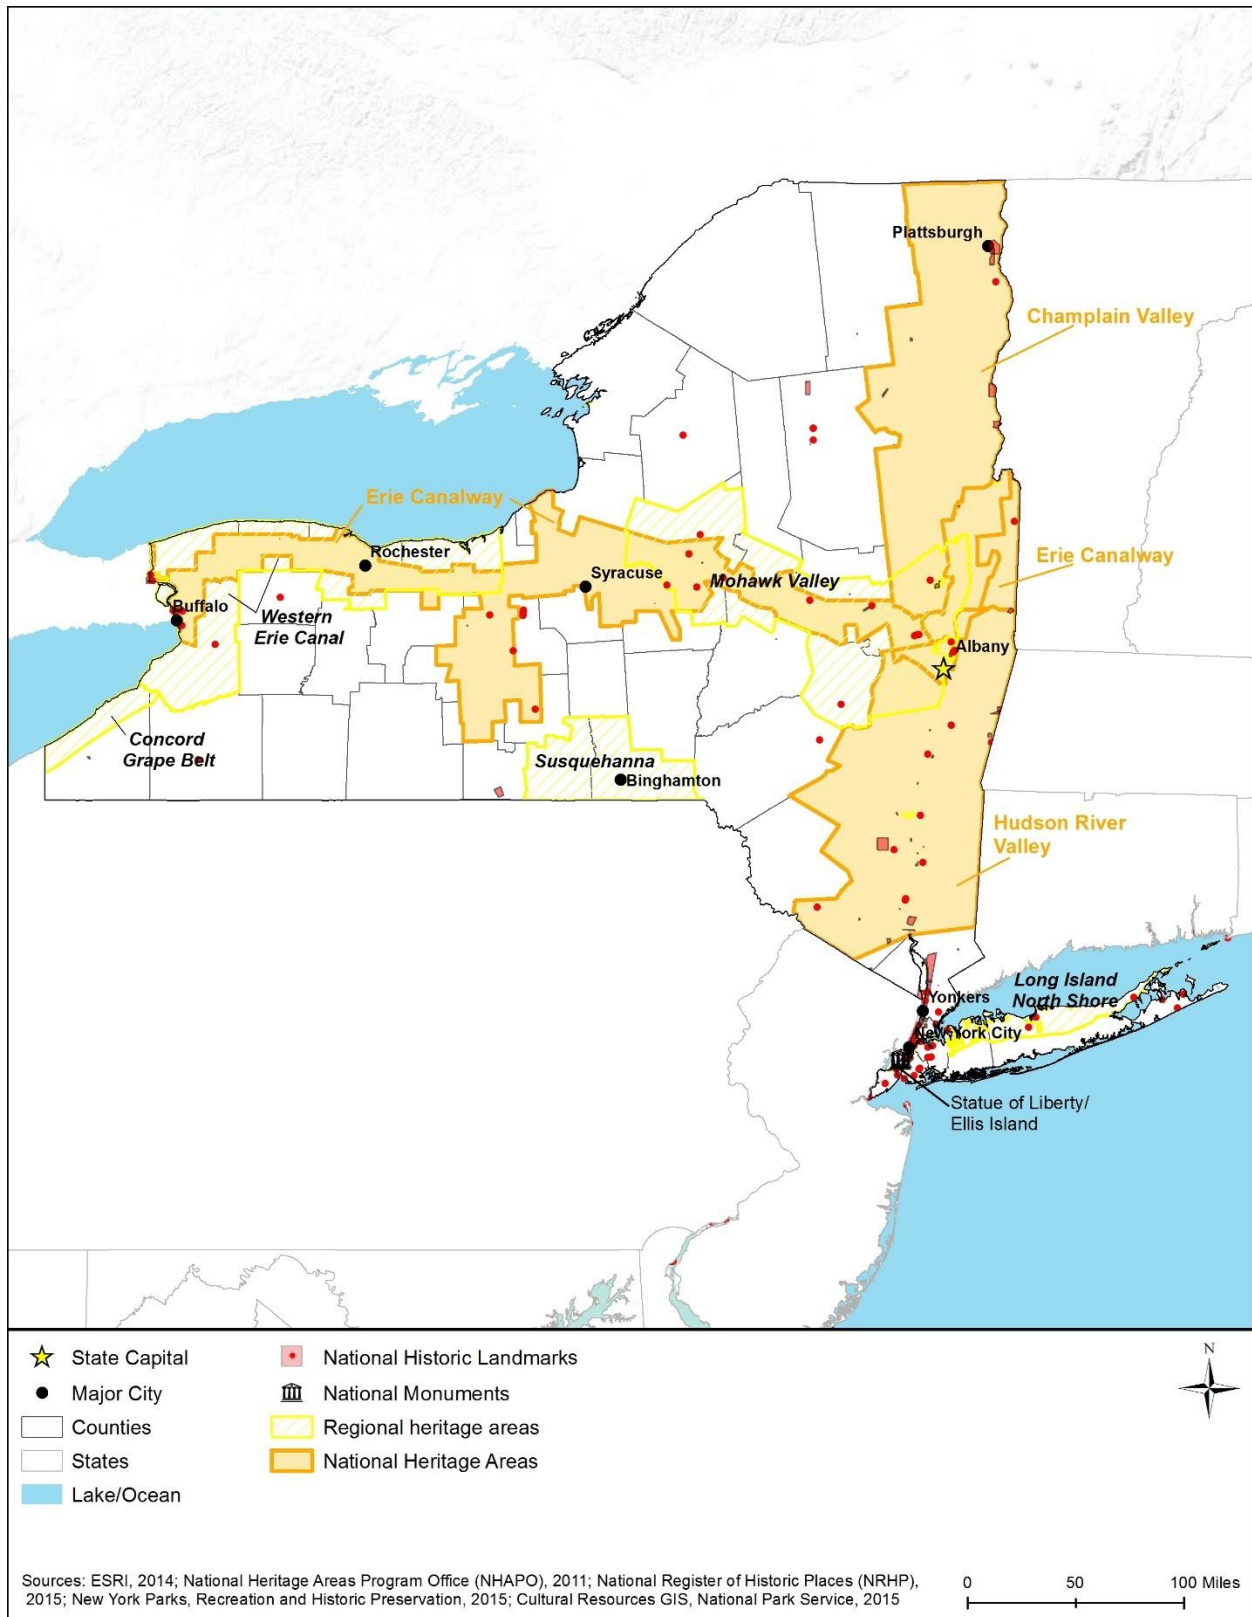 Plattsburgh
Champlain Valley
Erie Canalway
Rochester
Syracuse
Mohawk Valley
Erie Canalway
Buffalo
Western
Erie Canal
Albany
Concord
Grape Belt
Susquehanna
Binghamton
Hudson River
Valley
Long Island
North Shore
Yonkers
New York City
Statue of Liberty/
Ellis Island
State Capital
National Historic Landmarks
N
Major City
National Monuments
Counties
Regional heritage areas
States
National Heritage Areas
Lake/Ocean
Sources: ESRI, 2014; National Heritage Areas Program Office (NHAPO), 2011; National Register of Historic Places (NRHP),
2015; New York Parks, Recreation and Historic Preservation, 2015; Cultural Resources GIS, National Park Service, 2015
0 50 100 Miles